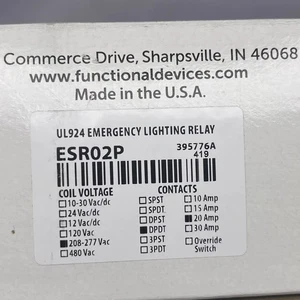 Commerce Drive, Sharpsville, IN 46068
www.functionaldevices.com
Made in the U.S.A.
UL924 EMERGENCY LIGHTING RELAY
ESR02P 395776A
419
COIL VOLTAGE CONTACTS
10-30 Vac/dc SPST 10 Amp
24 Vac/dc SPDT 15 Amp
12 Vac/dc DPST 20 Amp
120 Vac DPDT 30 Amp
208-277 Vac 3PST Override
480 Vac 3PDT Switch